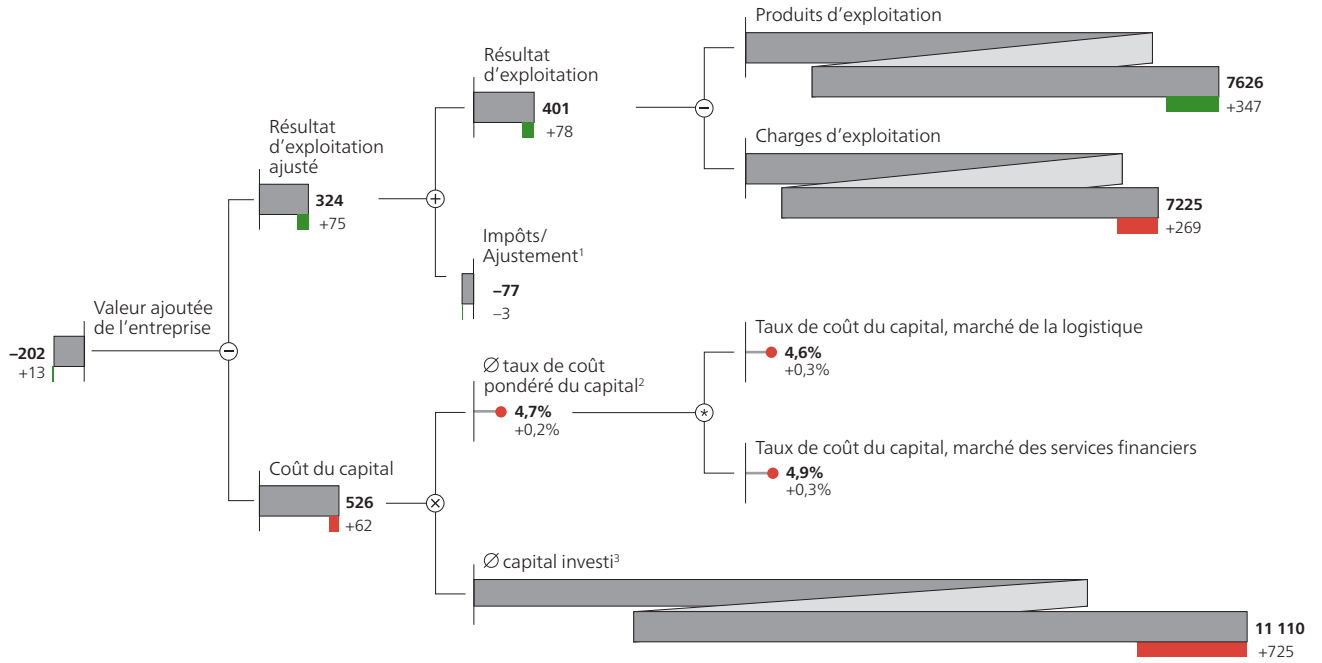 Produits d’exploitation
7626
+347
Résultat
d’exploitation
401
+78
Charges d’exploitation
7225
+269
Résultat
d’exploitation
ajusté
324
+75
Impôts/
Ajustement¹
–77
–3
Valeur ajoutée
de l’entreprise
–202
+13
Taux de coût du capital, marché de la logistique
4,6%
+0,3%
Ø taux de coût
pondéré du capital²
4,7%
+0,2%
Taux de coût du capital, marché des services financiers
4,9%
+0,3%
Coût du capital
526
+62
Ø capital investi³
11 110
+725